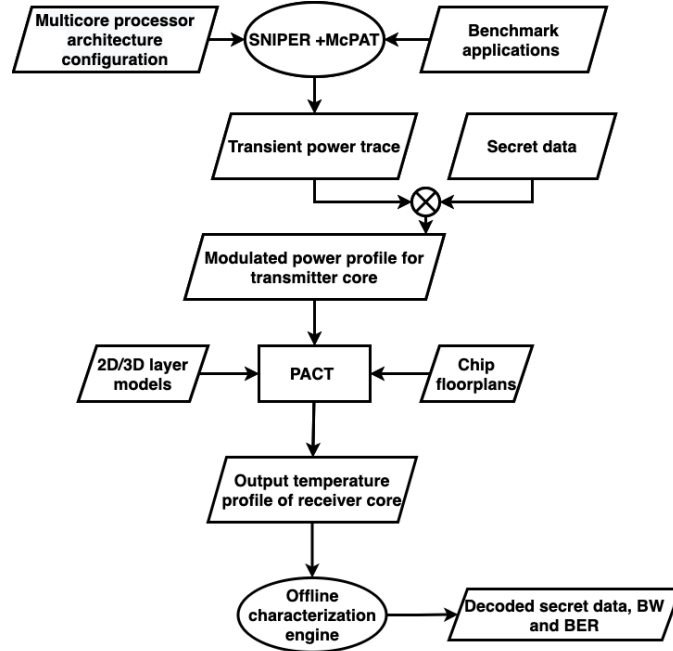 Multicore processor
architecture
configuration
SNIPER +McPAT
Benchmark
applications
Transient power trace
Secret data
Modulated power profile for
transmitter core
2D/3D layer
models
PACT
Chip
floorplans
Output temperature
profile of receiver core
Offline
characterization
engine
Decoded secret data, BW
and BER